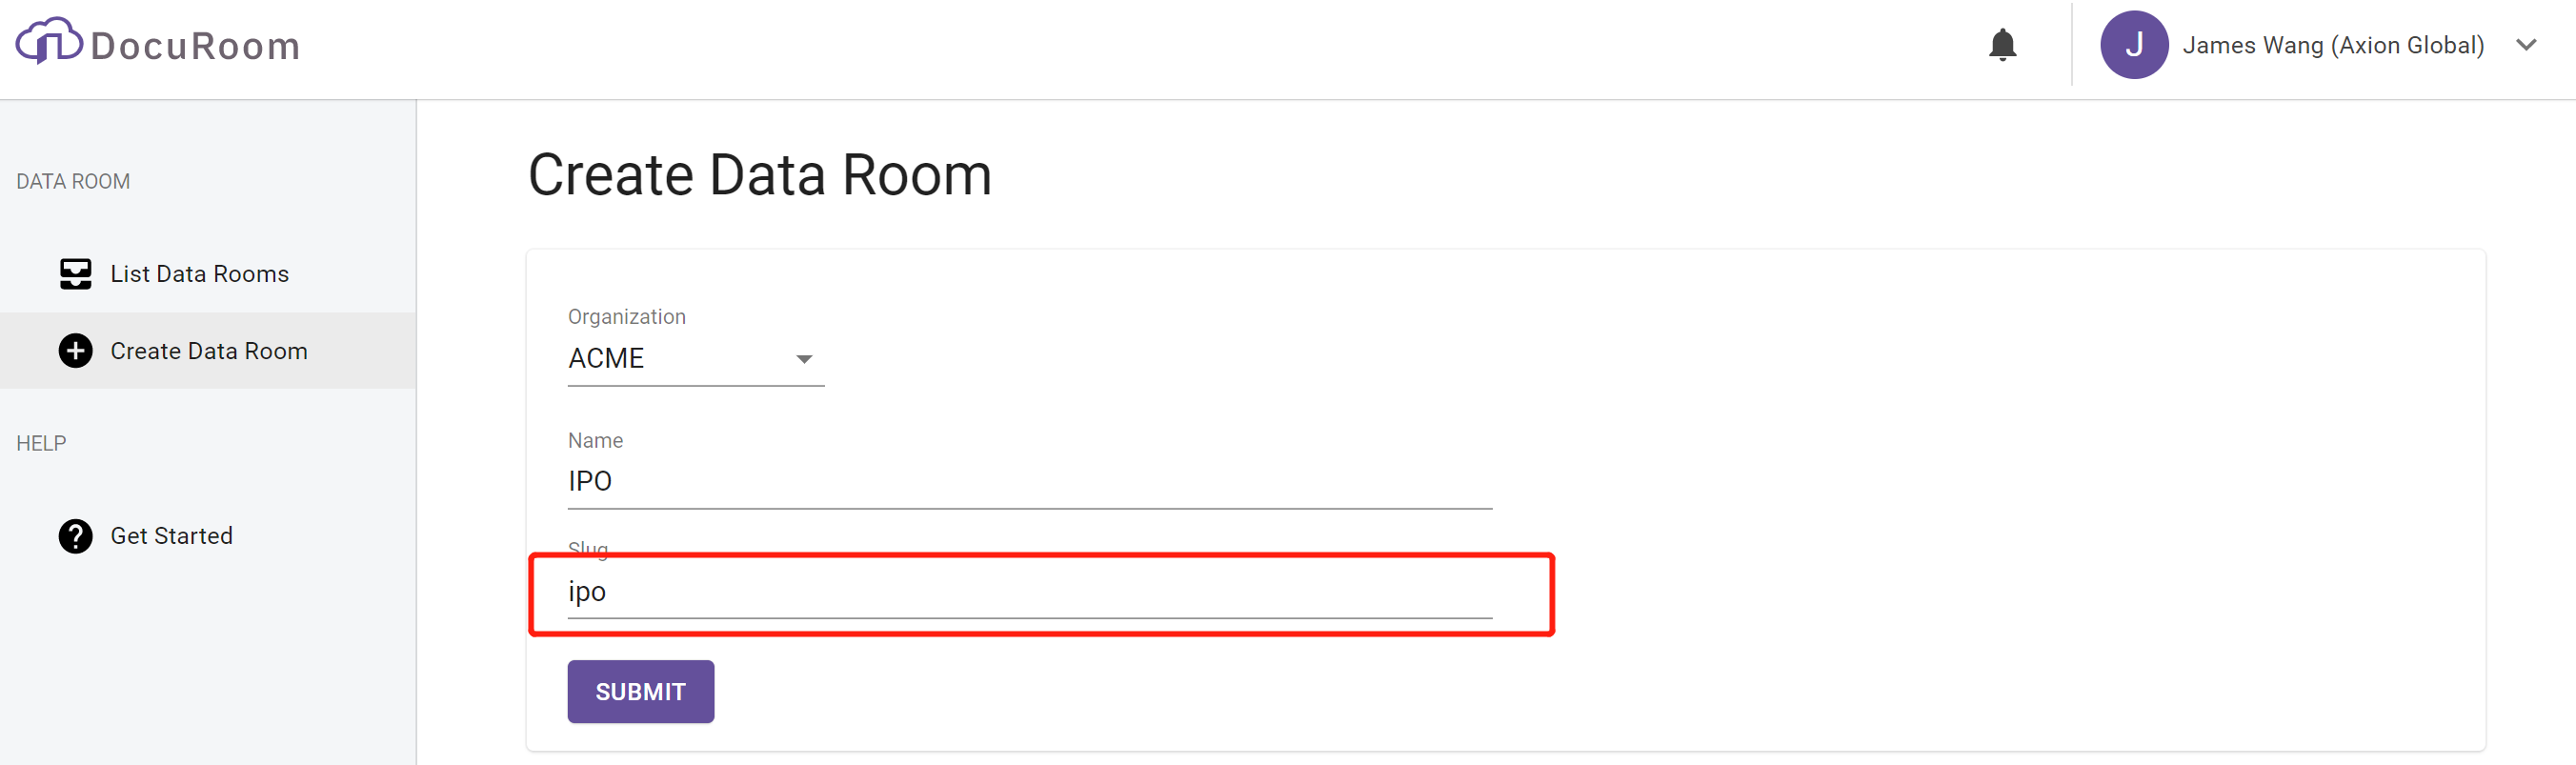 DocuRoom
J James Wang (Axion Global)
DATA ROOM
List Data Rooms
Create Data Room
HELP
Get Started
Create Data Room
Organization
ACME
Name
IPO
Slug
ipo
SUBMIT